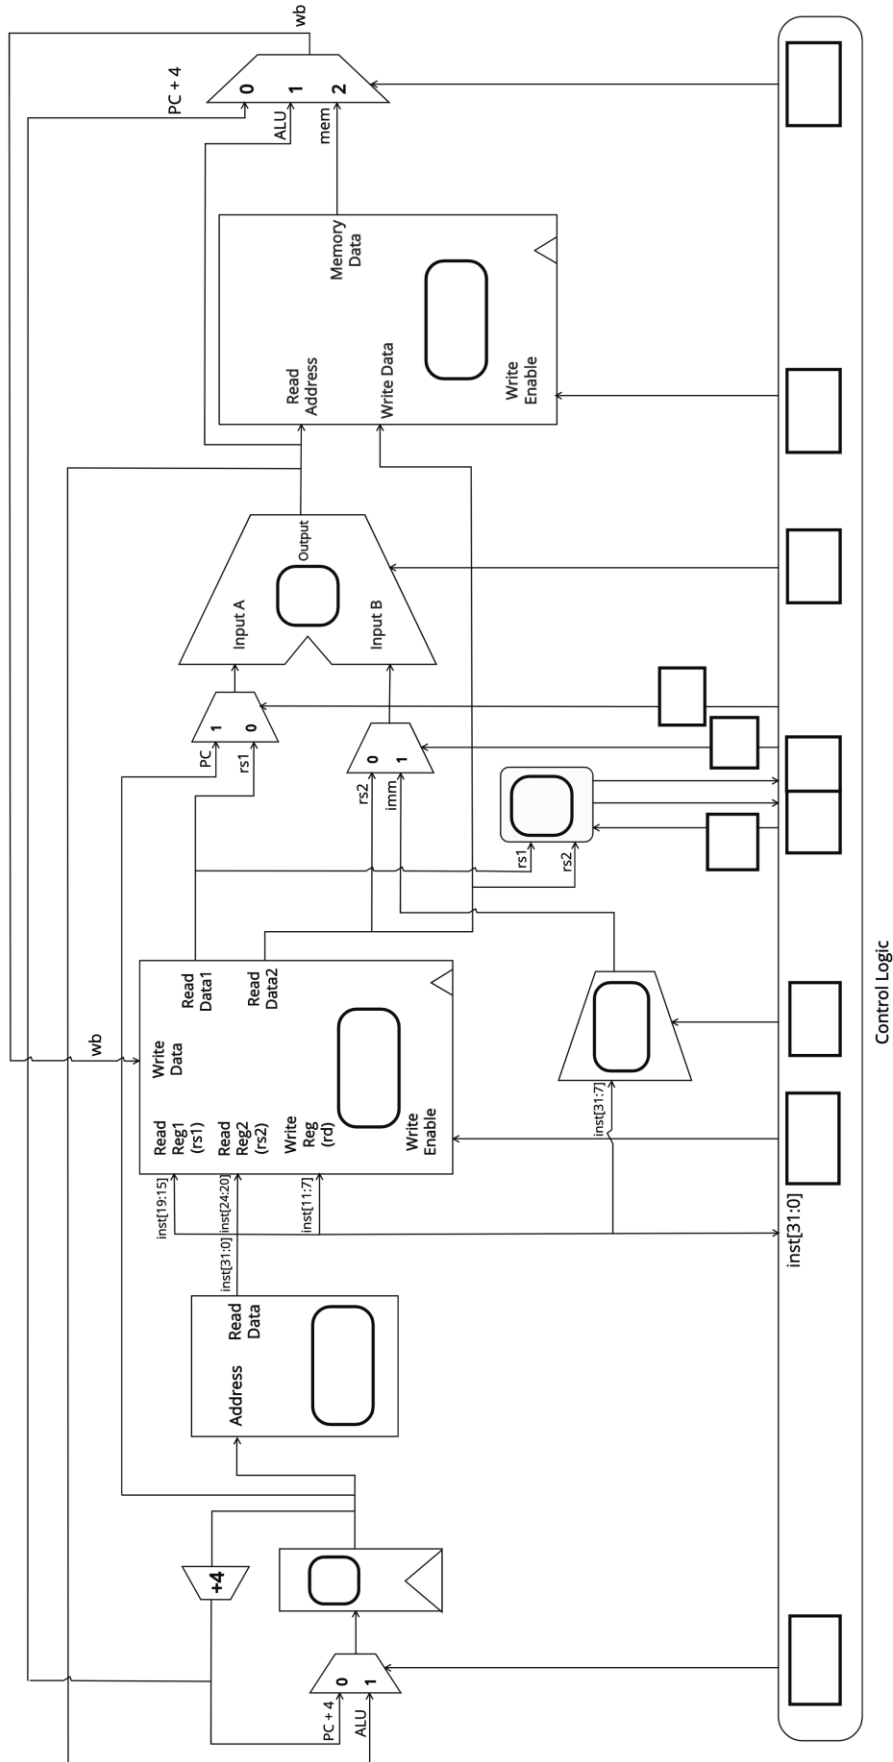 PC + 4
ALU
0
1
+4
Address
Read
Data
inst[31:0]
inst[19:15]
inst[24:20]
inst[11:7]
Read
Reg1
(rs1)
Read
Reg2
(rs2)
Write
Reg
(rd)
Write
Data
Write
Enable
Read
Data1
Read
Data2
wb
inst[31:7]
PC
rs1
1
0
rs2
imm
0
1
rs1
rs2
Input A
Input B
Output
Read
Address
Write Data
Write
Enable
Memory
Data
PC + 4
ALU
mem
0
1
2
wb
inst[31:0]
Control Logic